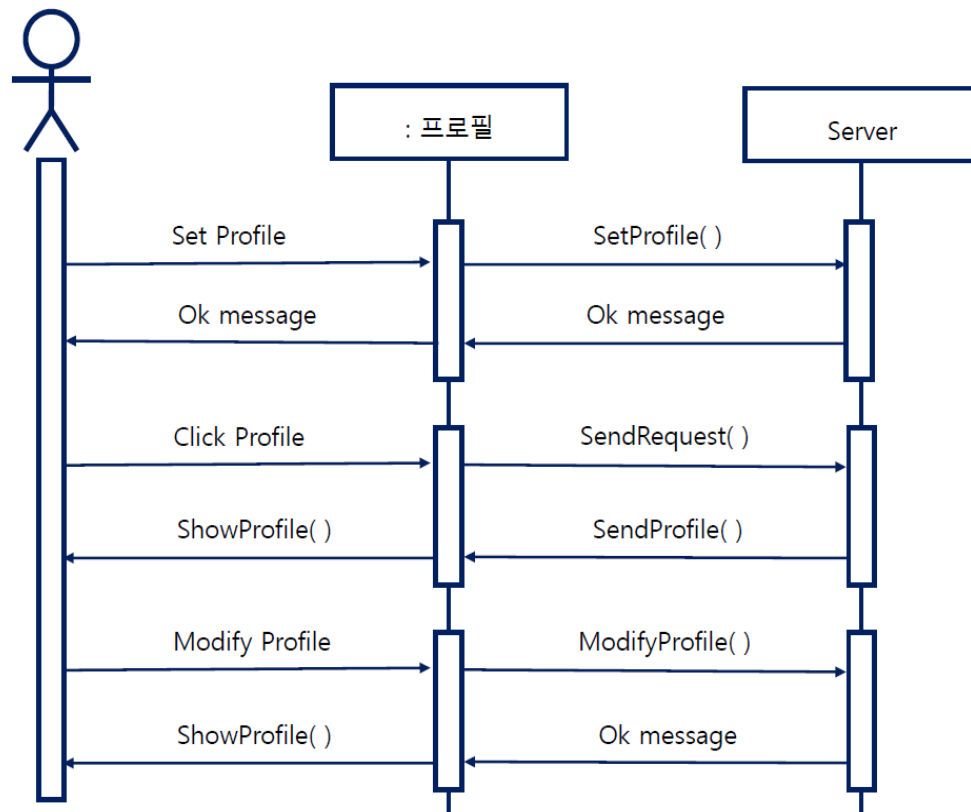 : 프로필
Server
Set Profile
SetProfile( )
Ok message
Ok message
Click Profile
SendRequest( )
ShowProfile( )
SendProfile( )
Modify Profile
ModifyProfile( )
ShowProfile( )
Ok message